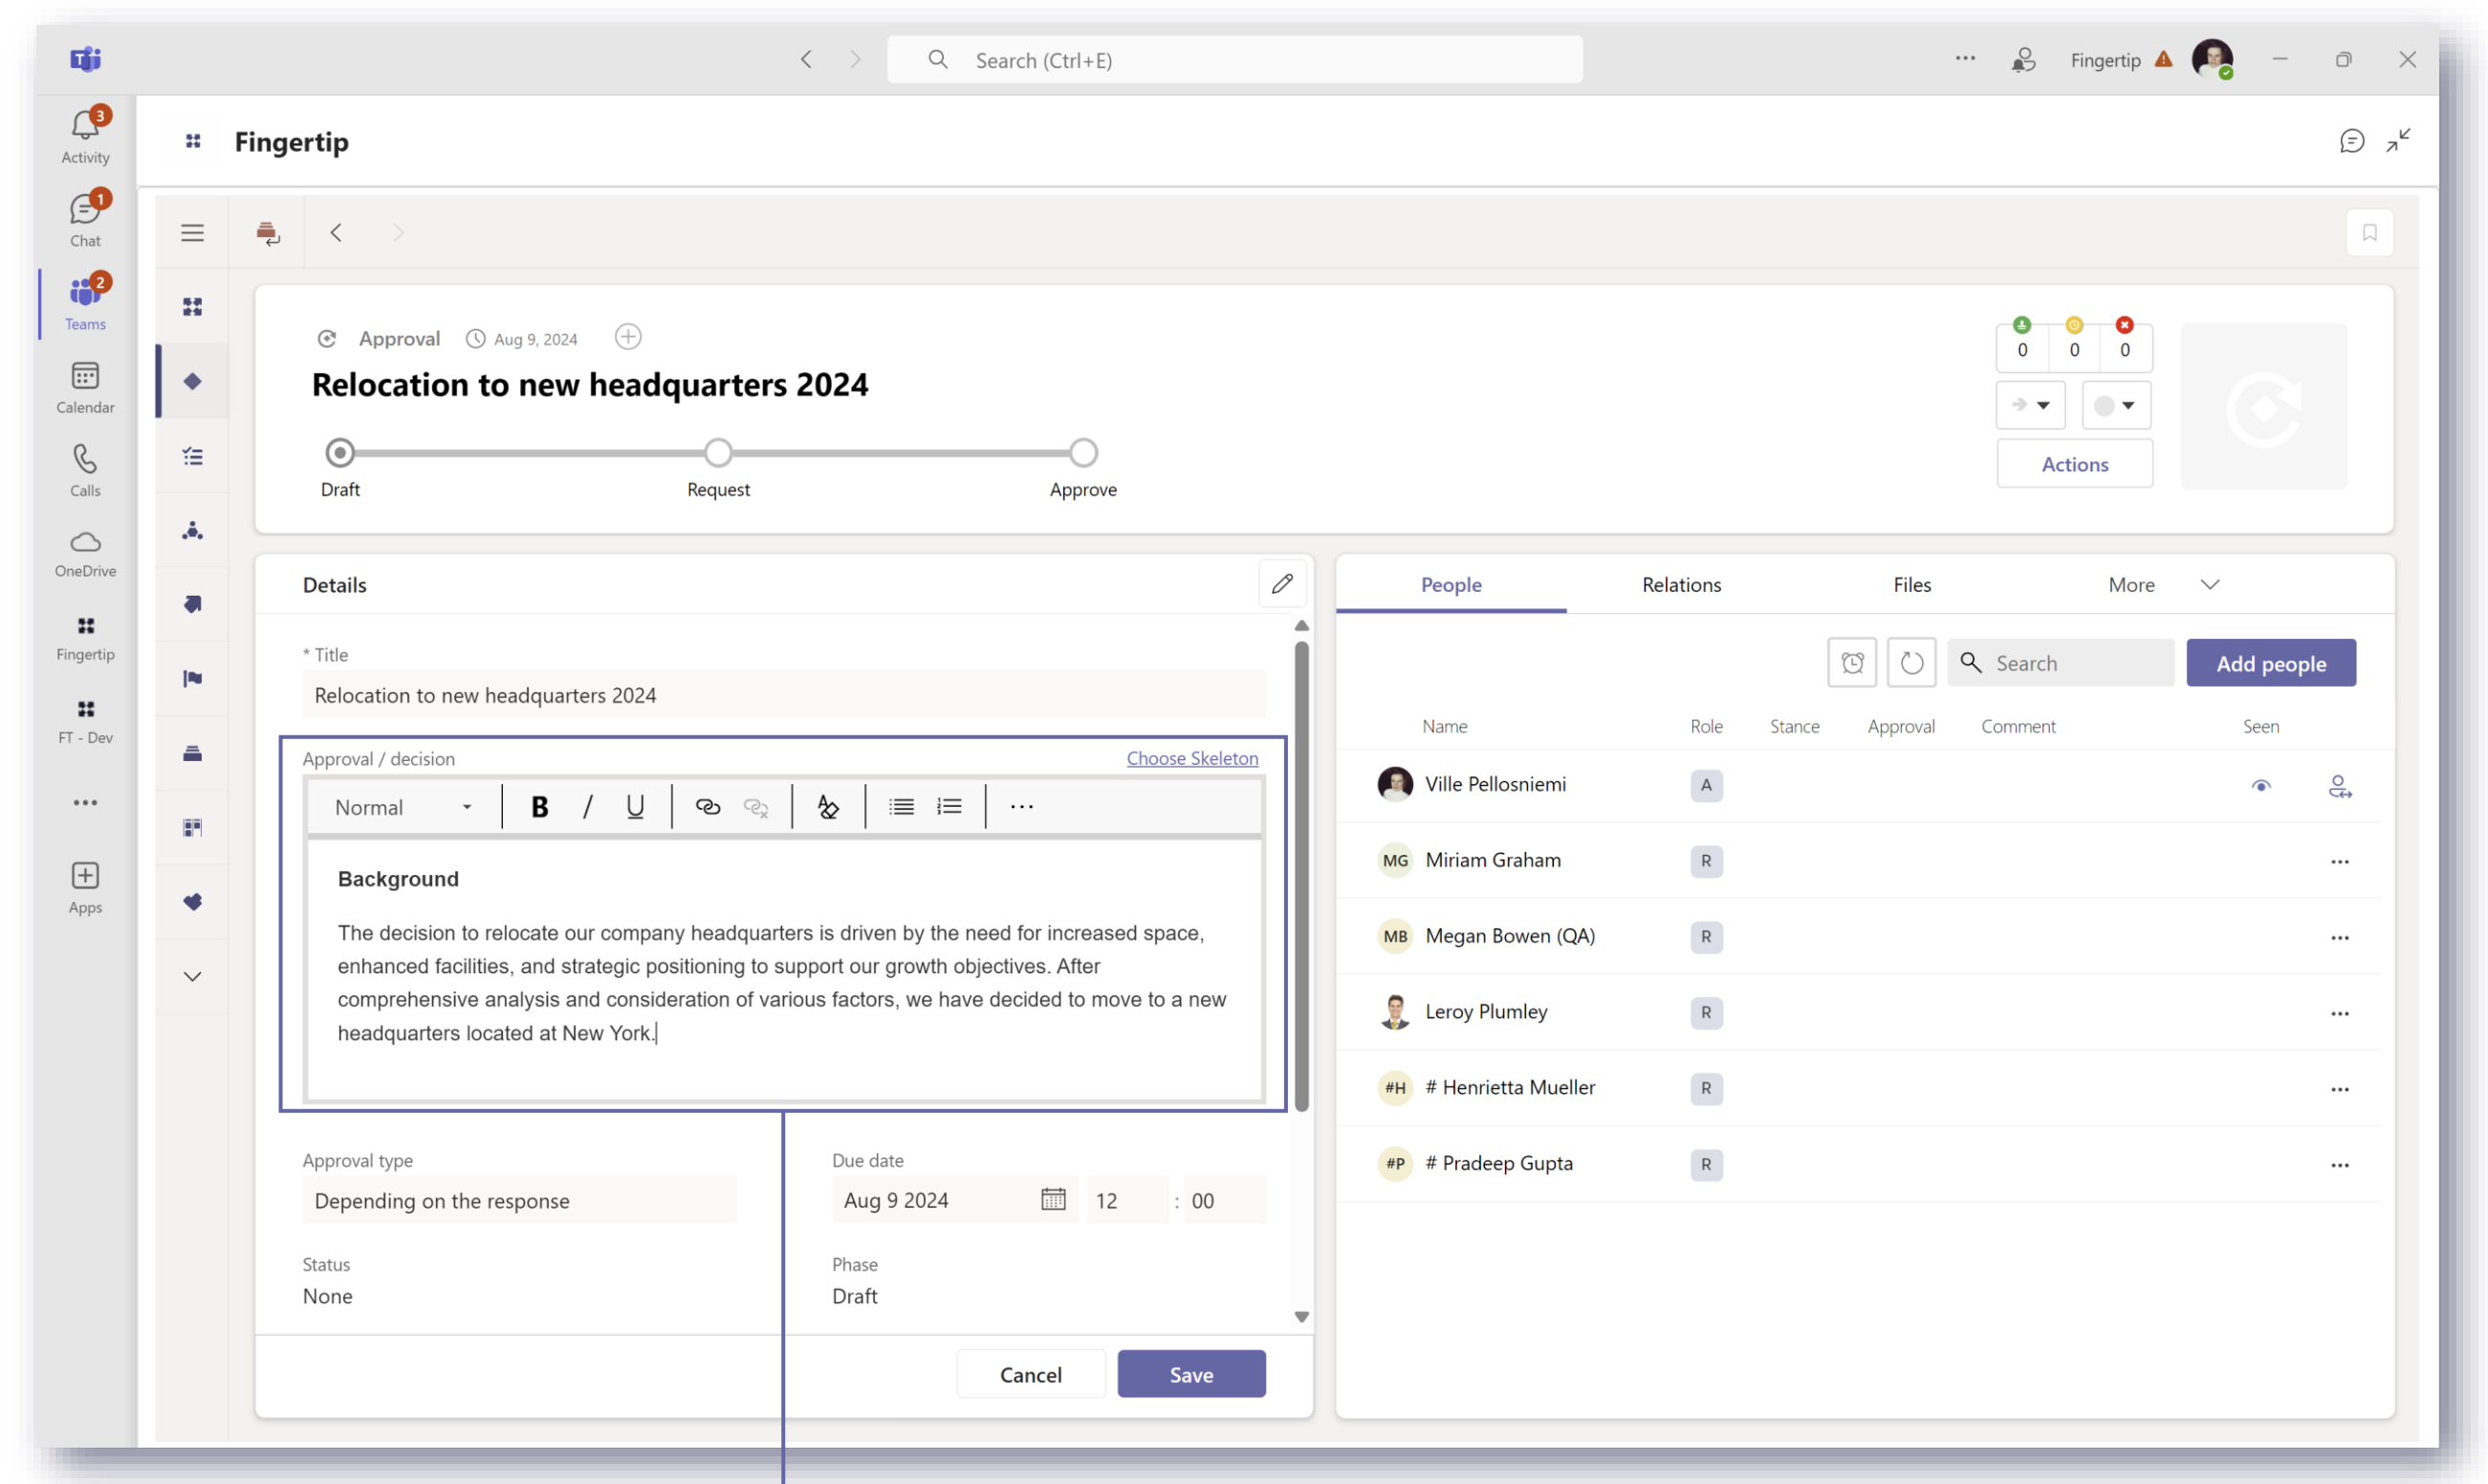 Search (Ctrl+E)
Fingertip
3
Activity
1
Chat
2
Teams
Calendar
Calls
OneDrive
Fingertip
FT - Dev
Apps
Fingertip
Approval
Aug 9, 2024
Relocation to new headquarters 2024
Draft
Request
Approve
0
0
0
Actions
Details
* Title
Relocation to new headquarters 2024
Approval / decision
Choose Skeleton
Normal
B
I
U
Background
The decision to relocate our company headquarters is driven by the need for increased space,
enhanced facilities, and strategic positioning to support our growth objectives. After
comprehensive analysis and consideration of various factors, we have decided to move to a new
headquarters located at New York.
Approval type
Depending on the response
Due date
Aug 9 2024
12 : 00
Status
None
Phase
Draft
Cancel
Save
People
Relations
Files
More
Search
Add people
Name Role Stance Approval Comment Seen
Ville Pellosniemi A
MG Miriam Graham R
MB Megan Bowen (QA) R
Leroy Plumley R
#H # Henrietta Mueller R
#P # Pradeep Gupta R